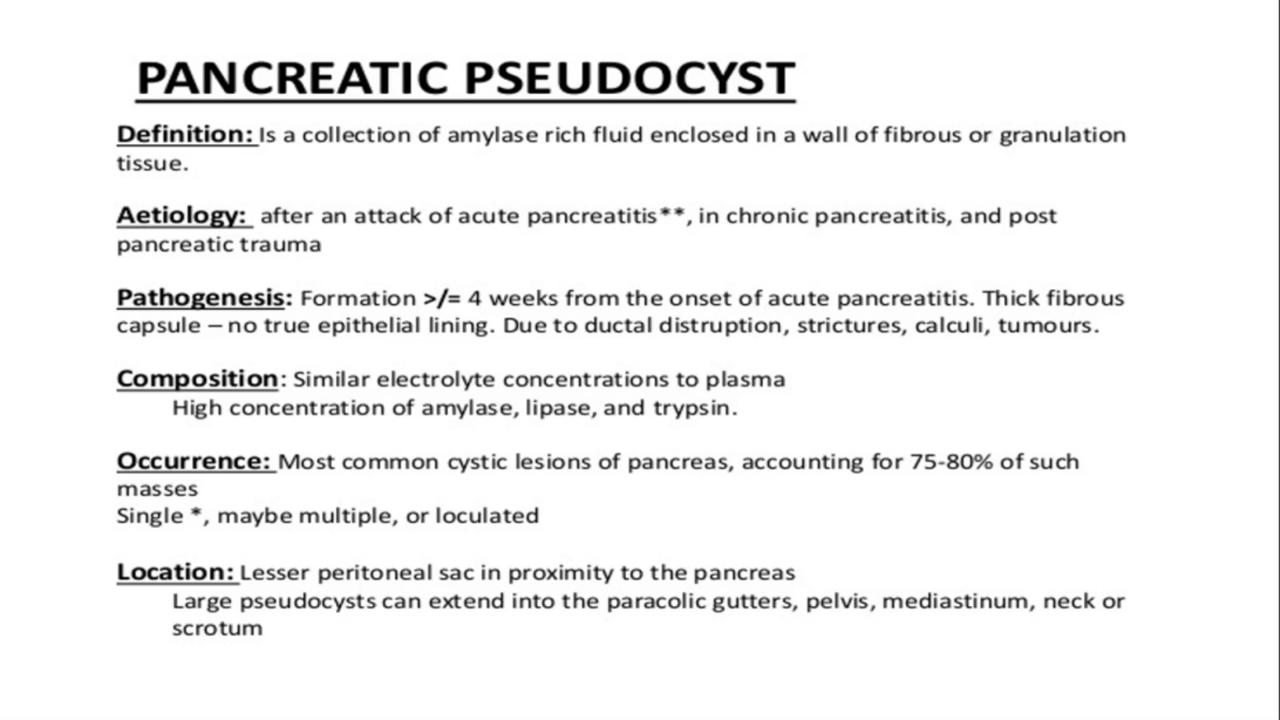 PANCREATIC PSEUDOCYST
Definition: Is a collection of amylase rich fluid enclosed in a wall of fibrous or granulation
tissue.
Aetiology: after an attack of acute pancreatitis**, in chronic pancreatitis, and post
pancreatic trauma
Pathogenesis: Formation >/= 4 weeks from the onset of acute pancreatitis. Thick fibrous
capsule – no true epithelial lining. Due to ductal distruption, strictures, calculi, tumours.
Composition: Similar electrolyte concentrations to plasma
High concentration of amylase, lipase, and trypsin.
Occurrence: Most common cystic lesions of pancreas, accounting for 75-80% of such
masses
Single *, maybe multiple, or loculated
Location: Lesser peritoneal sac in proximity to the pancreas
Large pseudocysts can extend into the paracolic gutters, pelvis, mediastinum, neck or
scrotum